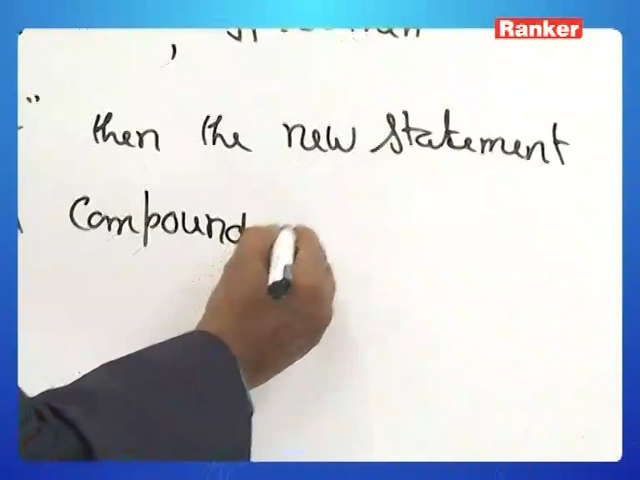 Ranker
,
" then the new statement
compound